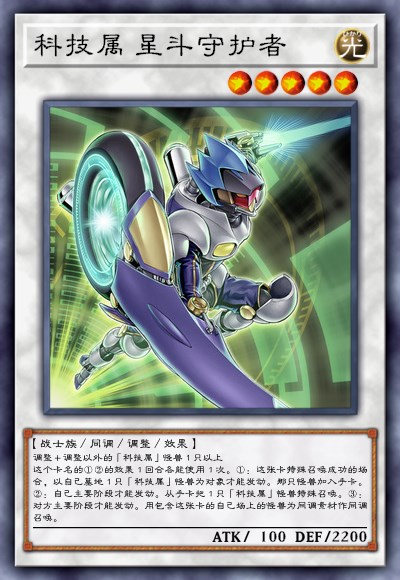 科技属 星斗守护者
ひかり
光
【战士族／同调／调整／效果】
调整＋调整以外的「科技属」怪兽1只以上
这个卡名的①②的效果1回合各能使用1次。①：这张卡特殊召唤成功的场
合，以自己墓地1只「科技属」怪兽为对象才能发动。那只怪兽加入手卡。
②：自己主要阶段才能发动。从手卡把1只「科技属」怪兽特殊召唤。③：
对方主要阶段才能发动。用包含这张卡的自己场上的怪兽为同调素材作同调
召唤。
ATK/ 100 DEF/2200